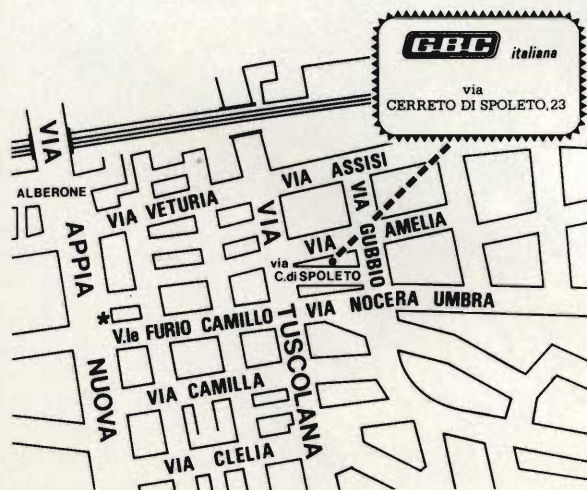 GBC italiana
via
CERRETO DI SPOLETO, 23
VIA APPIA NUOVA
ALBERONE
VIA VETURIA
VIA ASSISI
VIA GUBBIO
VIA AMELIA
via
C. di SPOLETO
VIA TUSCOLANA
VIA NOCERA UMBRA
*
V.le FURIO CAMILLO
VIA CAMILLA
VIA CLELIA